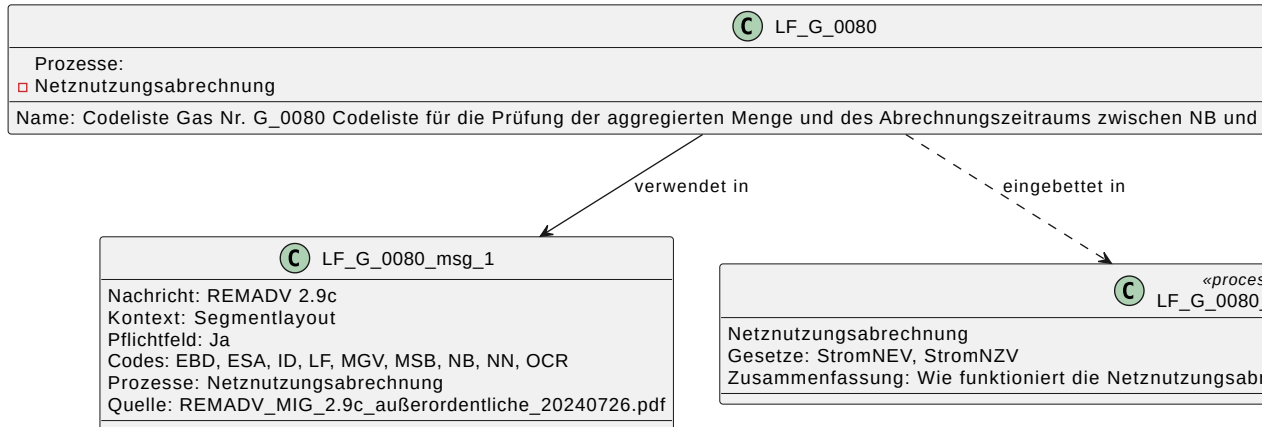 C LF_G_0080
Prozesse:
Netznutzungsabrechnung
Name: Codeliste Gas Nr. G_0080 Codeliste für die Prüfung der aggregierten Menge und des Abrechnungszeitraums zwischen NB und
verwendet in
eingebettet in
C LF_G_0080_msg_1
Nachricht: REMADV 2.9c
Kontext: Segmentlayout
Pflichtfeld: Ja
Codes: EBD, ESA, ID, LF, MGV, MSB, NB, NN, OCR
Prozesse: Netznutzungsabrechnung
Quelle: REMADV_MIG_2.9c_außerordentliche_20240726.pdf
«proces
C LF_G_0080_
Netznutzungsabrechnung
Gesetze: StromNEV, StromNZV
Zusammenfassung: Wie funktioniert die Netznutzungsab